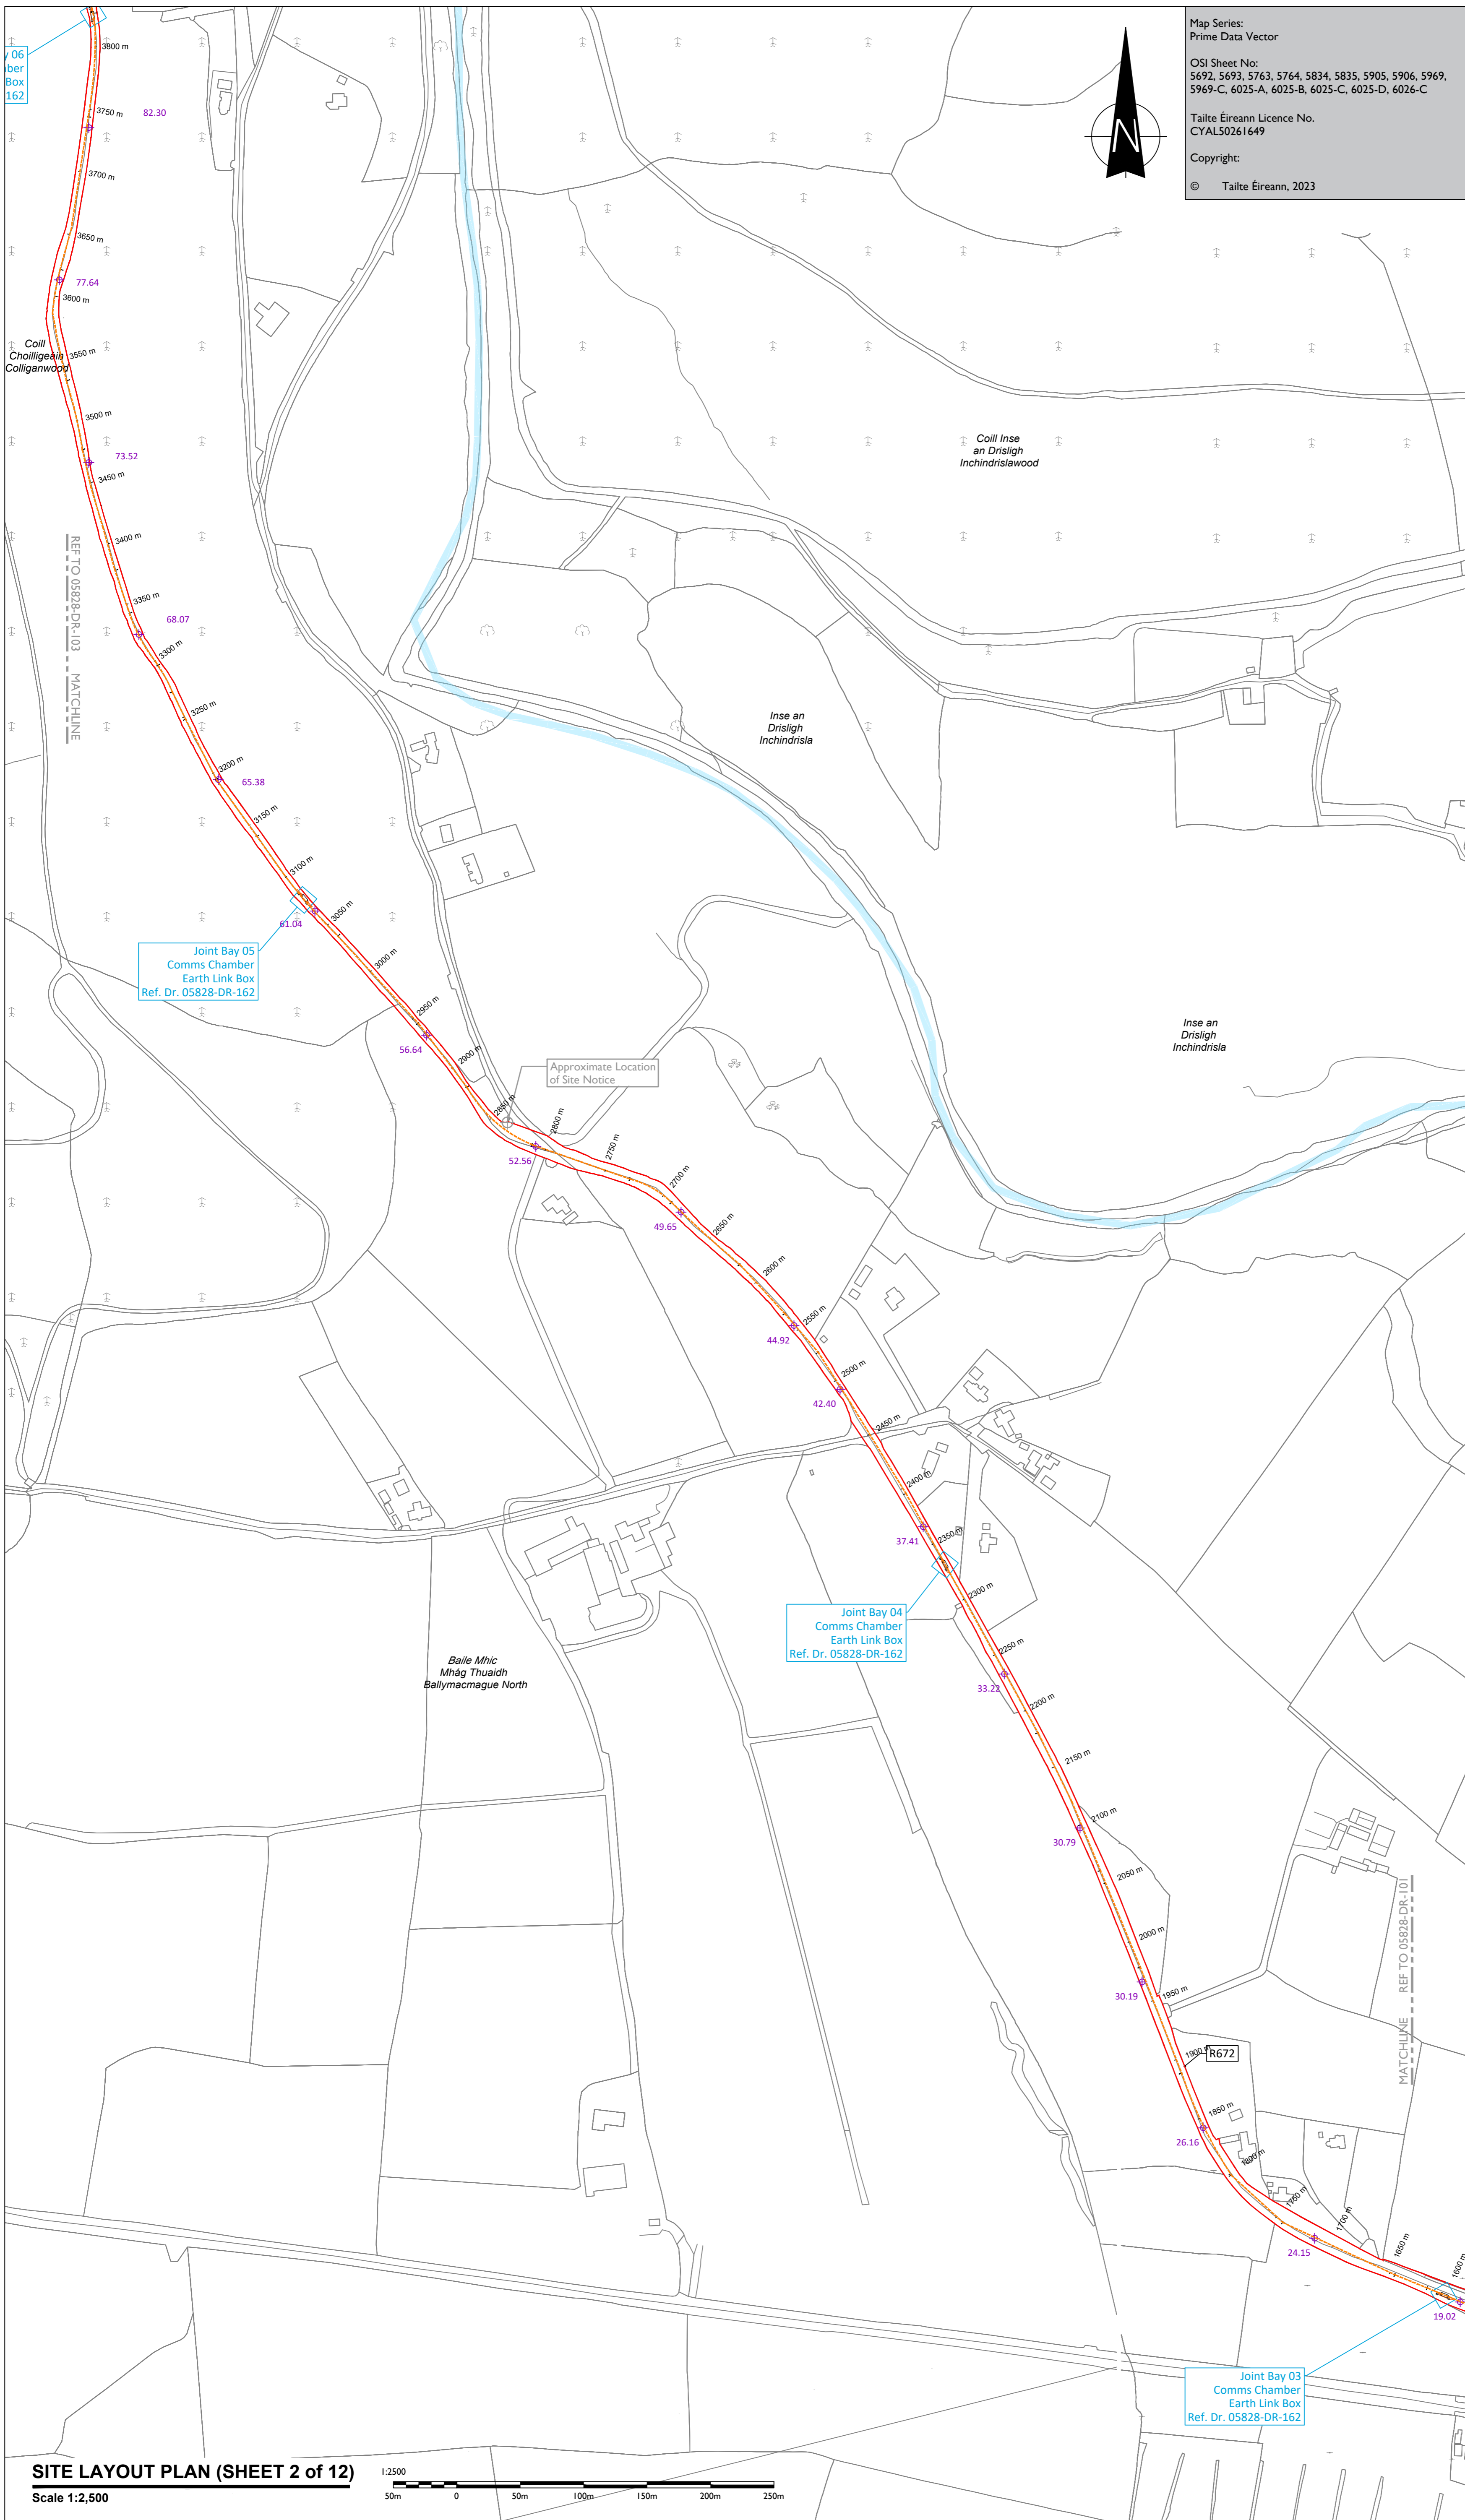 Map Series:
Prime Data Vector
OSI Sheet No:
5692, 5693, 5763, 5764, 5834, 5835, 5905, 5906, 5969,
5969-C, 6025-A, 6025-B, 6025-C, 6025-D, 6026-C
Tailte Éireann Licence No.
CYAL50261649
Copyright:
© Tailte Éireann, 2023
N
06
Box
162
3800 m
3750 m
82.30
3700 m
3650 m
77.64
3600 m
Coill
Choilligeáin
Colliganwood
3550 m
3500 m
73.52
3450 m
3400 m
REF TO 05828-DR-103 MATCHLINE
3350 m
68.07
3300 m
3250 m
3200 m
65.38
3150 m
3100 m
61.04
3050 m
Joint Bay 05
Comms Chamber
Earth Link Box
Ref. Dr. 05828-DR-162
3000 m
2950 m
56.64
2900 m
Approximate Location
of Site Notice
2850 m
2800 m
52.56
2750 m
2700 m
49.65
2650 m
2600 m
2550 m
44.92
2500 m
42.40
2450 m
2400 m
37.41
2350 m
2300 m
Joint Bay 04
Comms Chamber
Earth Link Box
Ref. Dr. 05828-DR-162
2250 m
33.22
2200 m
2150 m
2100 m
30.79
2050 m
2000 m
30.19
1950 m
1900 m
R672
1850 m
26.16
1800 m
1750 m
1700 m
24.15
1650 m
1600 m
19.02
Joint Bay 03
Comms Chamber
Earth Link Box
Ref. Dr. 05828-DR-162
Coill Inse
an Drisligh
Inchindrislawood
Inse an
Drisligh
Inchindrisla
Inse an
Drisligh
Inchindrisla
Baile Mhic
Mhág Thuaidh
Ballymacmague North
MATCHLINE REF TO 05828-DR-101
SITE LAYOUT PLAN (SHEET 2 of 12)
Scale 1:2,500
1:2500
50m 0 50m 100m 150m 200m 250m